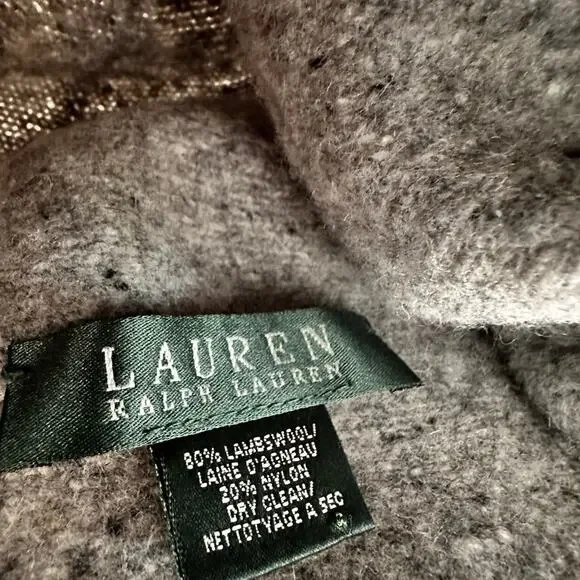 LAUREN
RALPH LAUREN
80% LAMBSWOOL/
LAINE D'AGNEAU
20% NYLON
DRY CLEAN/
NETTOYAGE A SEC